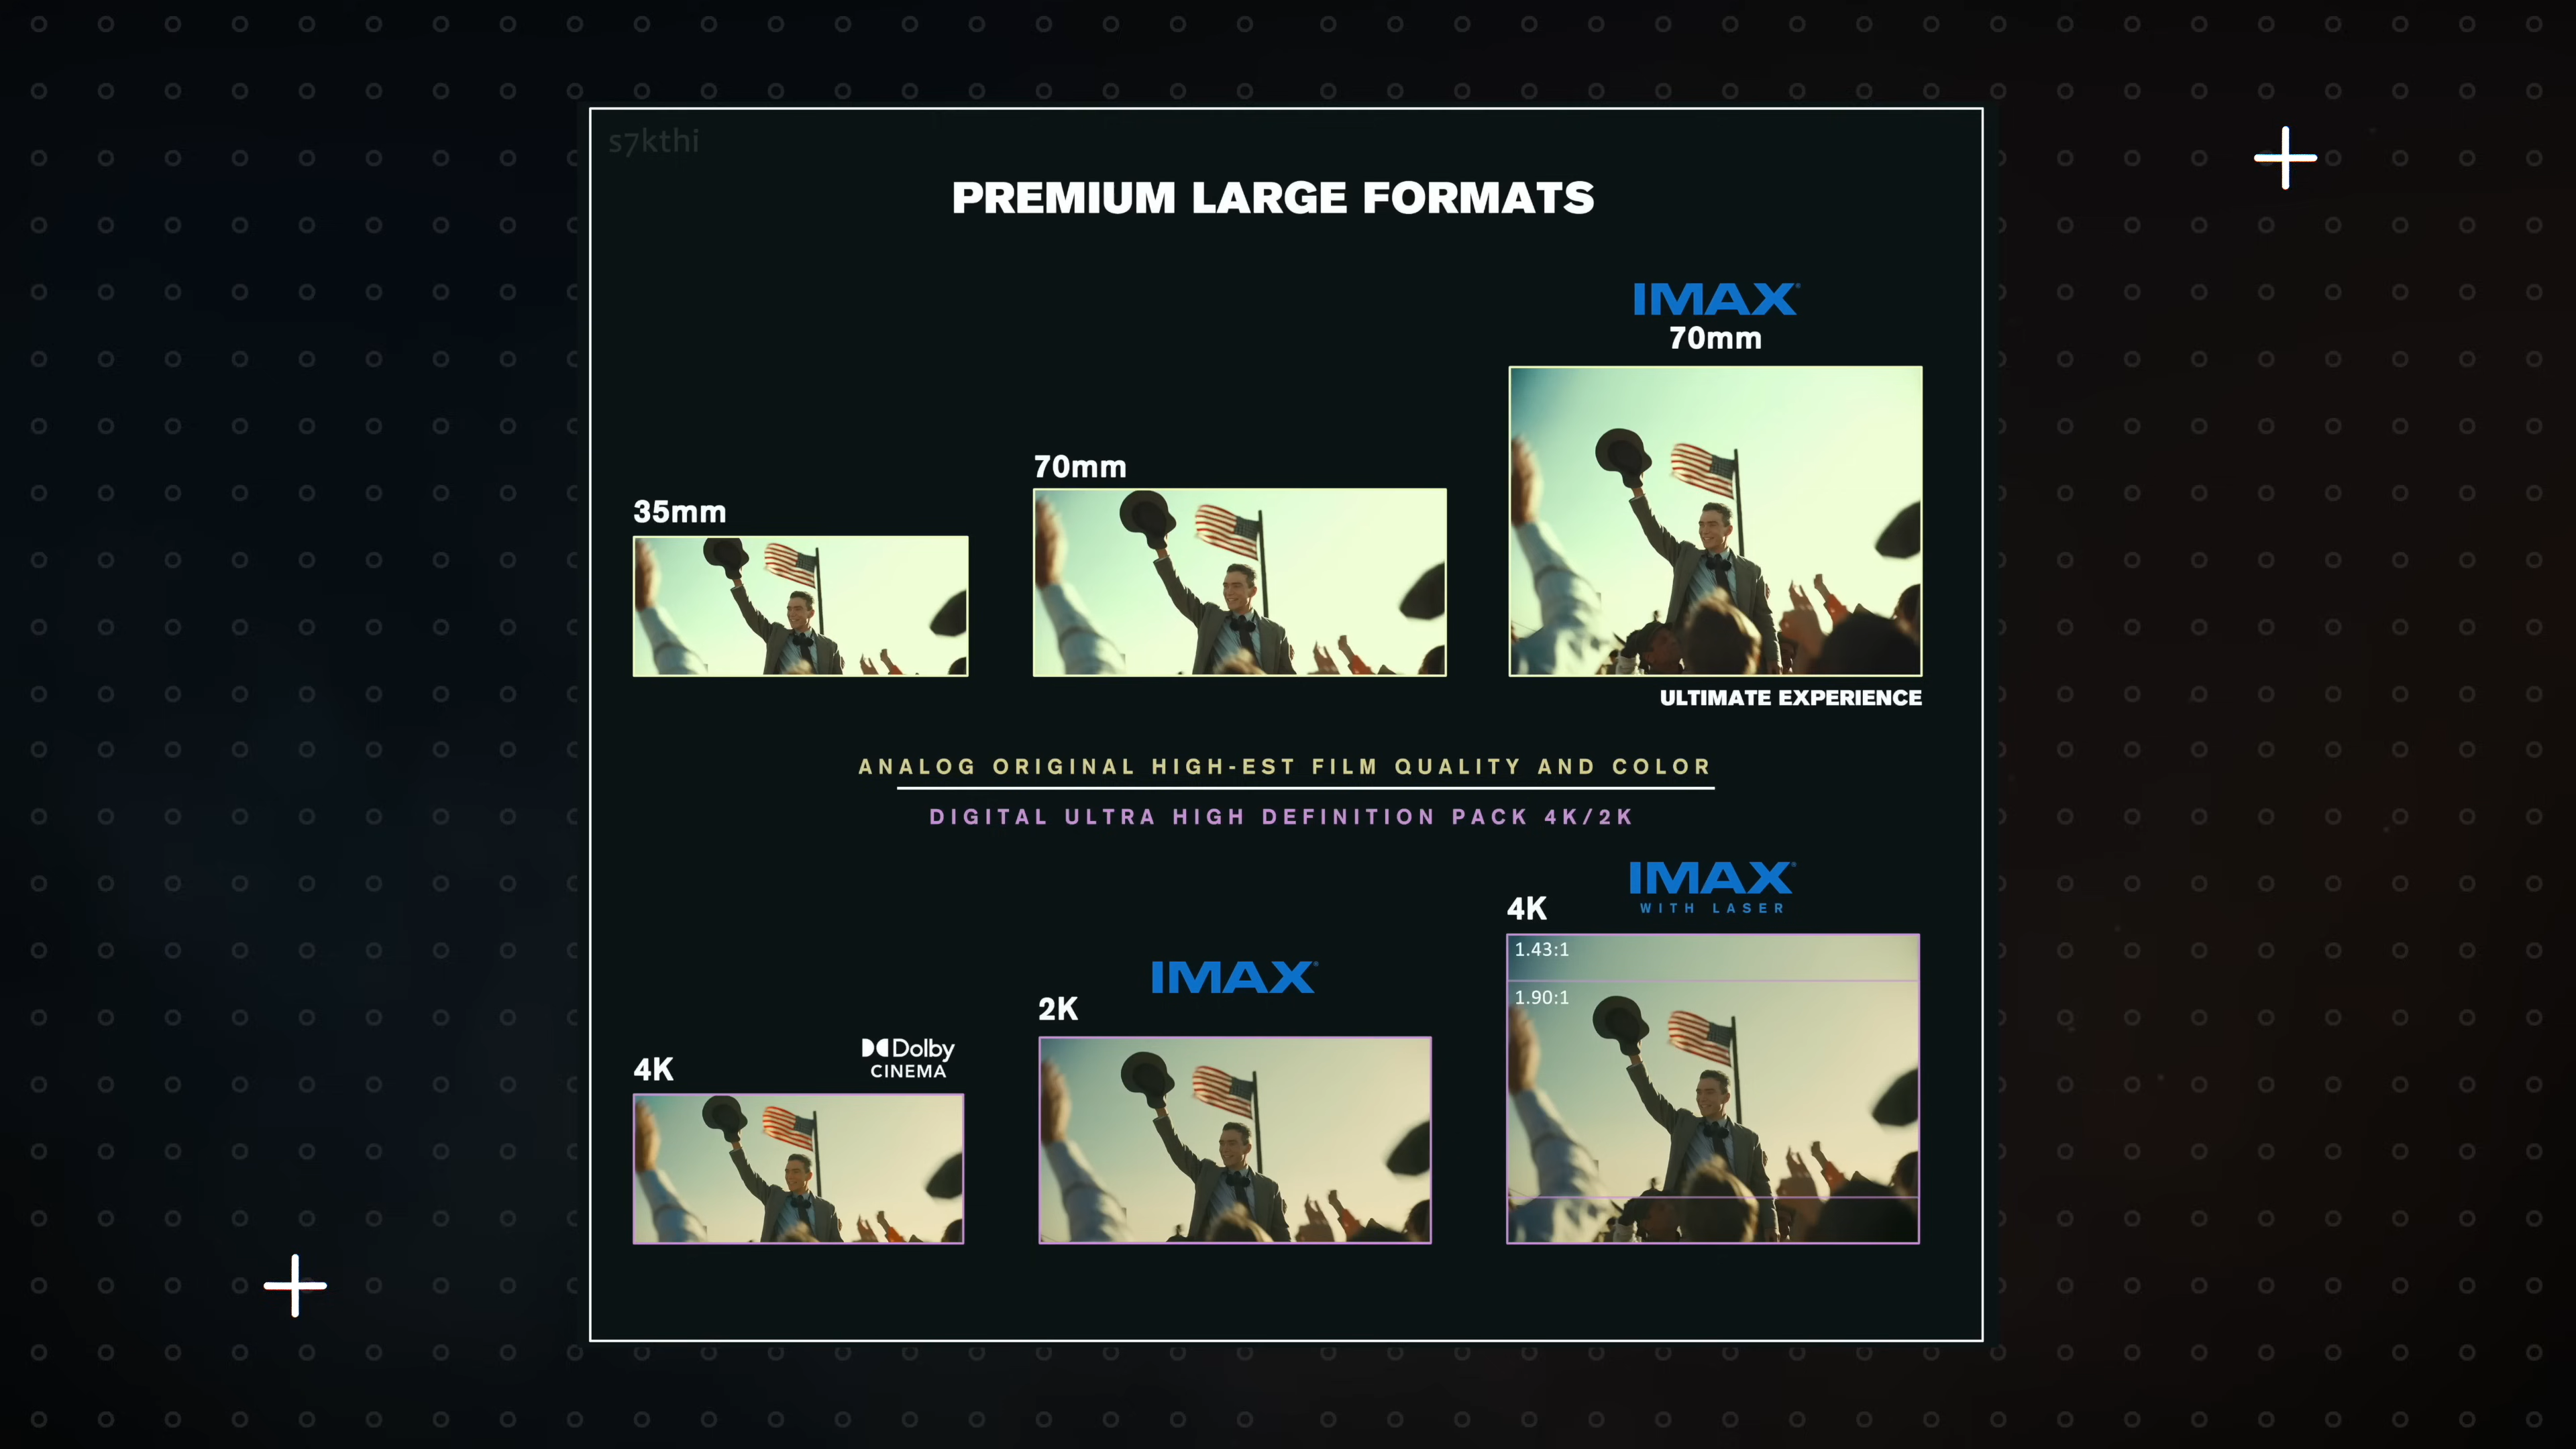 s7kthi
PREMIUM LARGE FORMATS
IMAX®
70mm
70mm
35mm
ULTIMATE EXPERIENCE
ANALOG ORIGINAL HIGH-EST FILM QUALITY AND COLOR
DIGITAL ULTRA HIGH DEFINITION PACK 4K/2K
IMAX®
WITH LASER
4K
1.43:1
1.90:1
IMAX®
2K
Dolby
CINEMA
4K